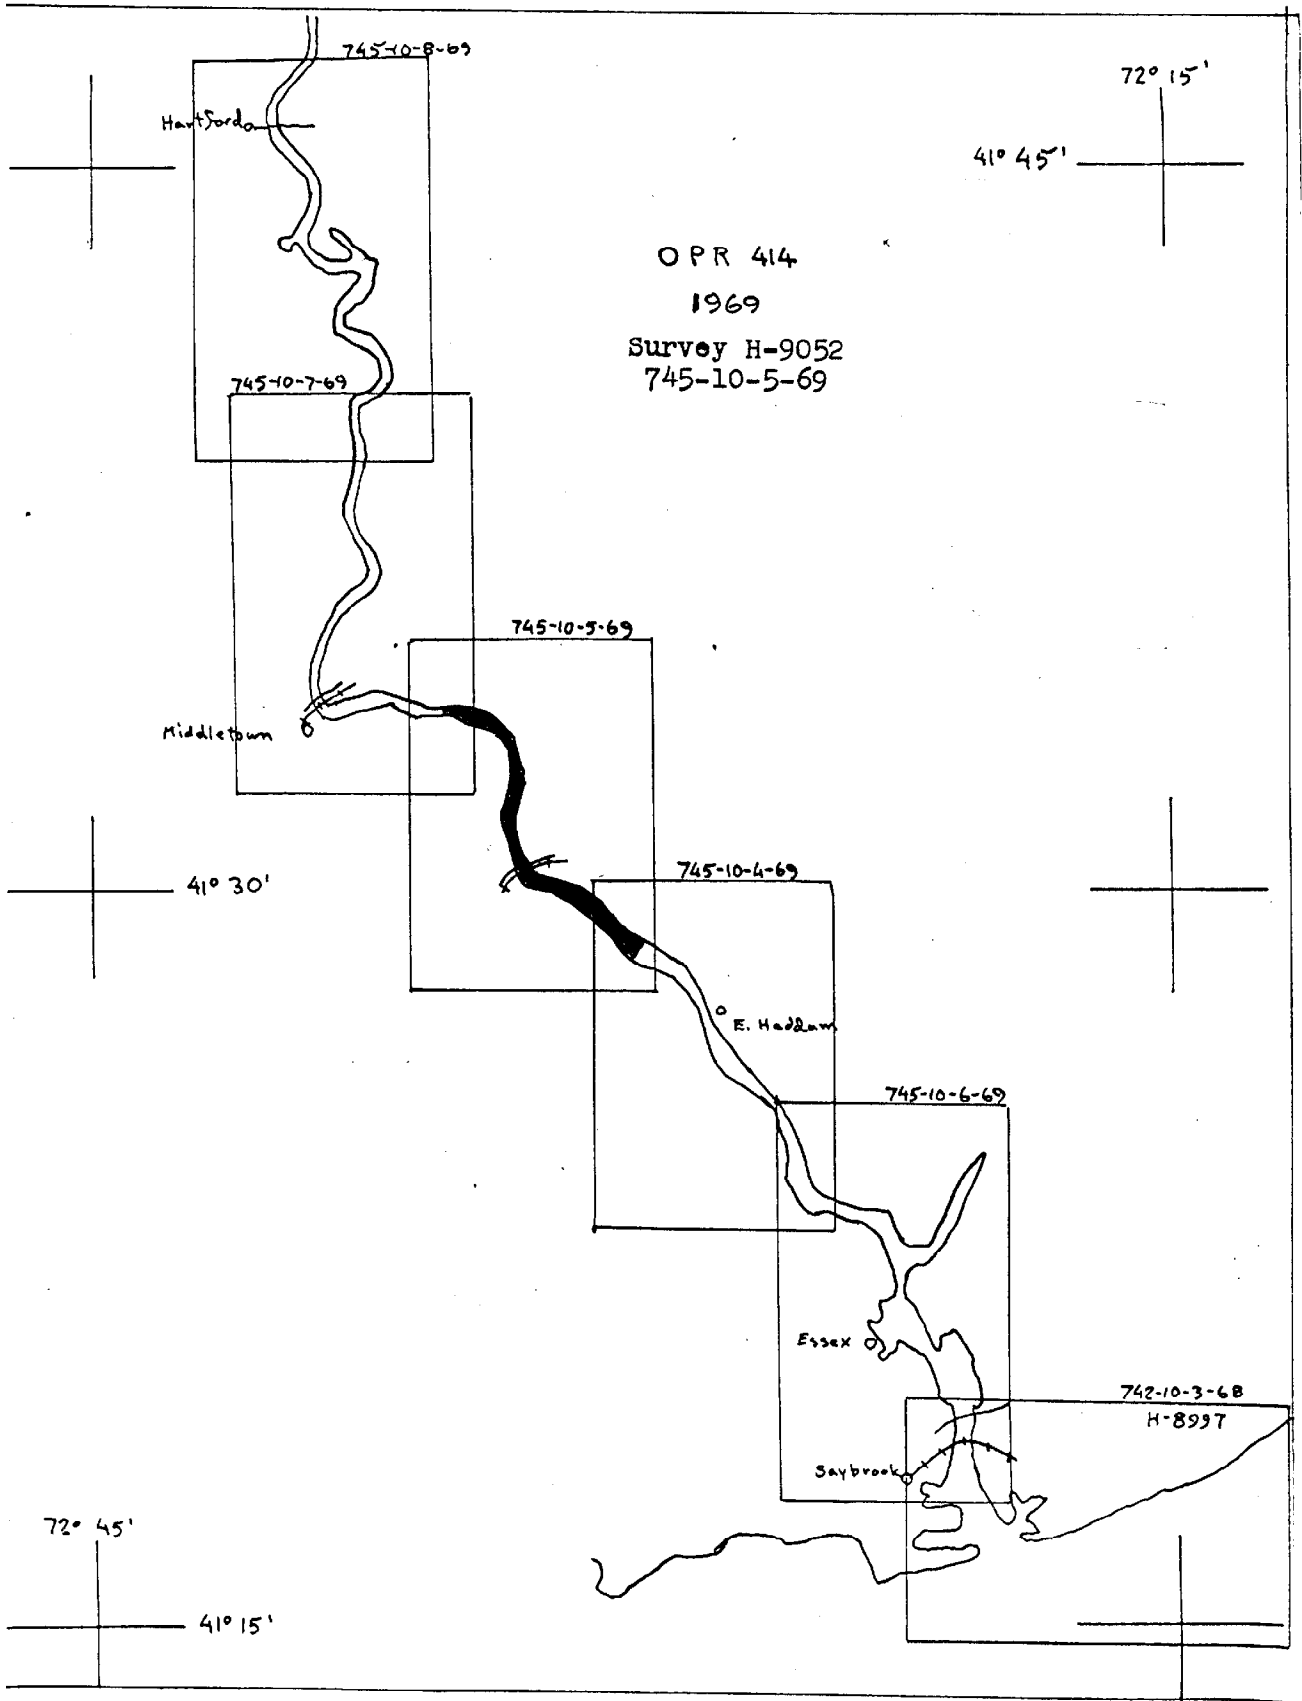 745-10-8-69
72° 15'
Hartford
41° 45'
OPR 414
1969
Survey H-9052
745-10-5-69
745-10-7-69
745-10-5-69
Middletown
745-10-4-69
41° 30'
E. Haddam
745-10-6-69
Essex
742-10-3-68
H-8997
Saybrook
72° 45'
41° 15'